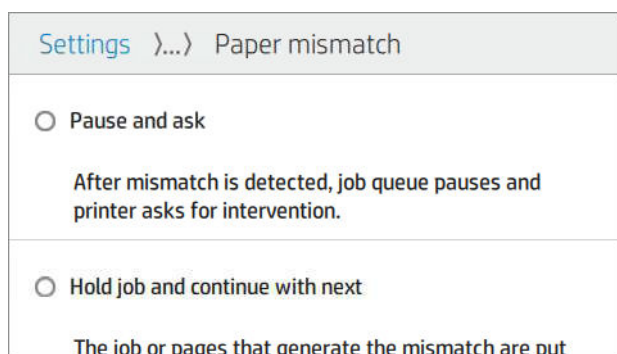 Settings 〉...〉 Paper mismatch
Pause and ask
After mismatch is detected, job queue pauses and
printer asks for intervention.
Hold job and continue with next
The job or pages that generate the mismatch are put